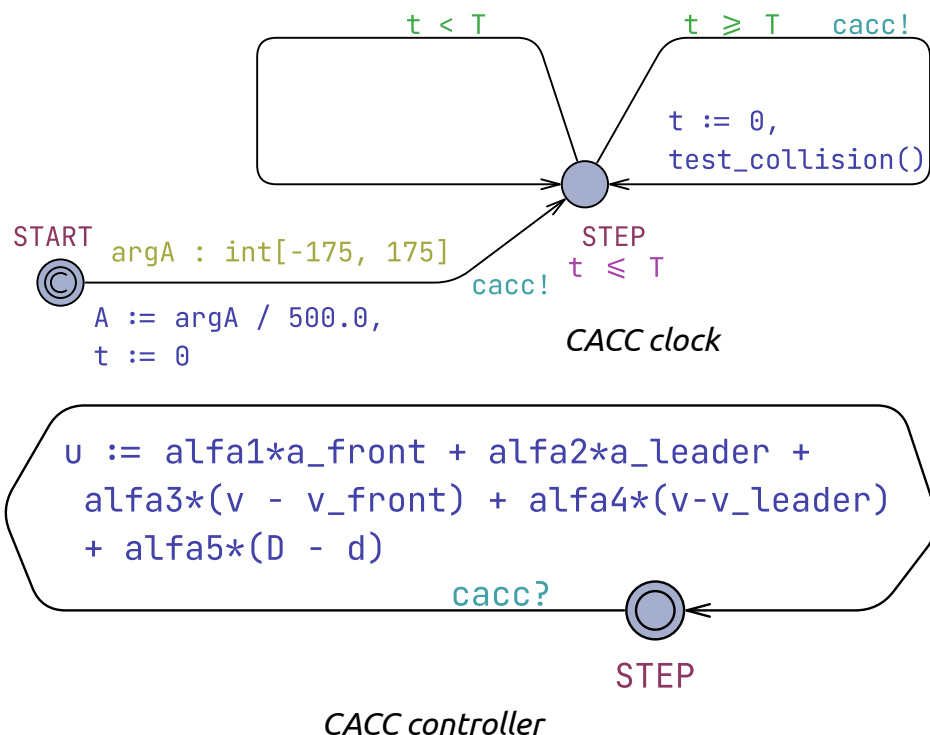 t < T
t ⩾ T
cacc!
t := 0,
test_collision()
START
argA : int[-175, 175]
STEP
t ⩽ T
cacc!
C
A := argA / 500.0,
t := 0
CACC clock
u := alfa1*a_front + alfa2*a_leader +
alfa3*(v - v_front) + alfa4*(v-v_leader)
+ alfa5*(D - d)
cacc?
STEP
CACC controller